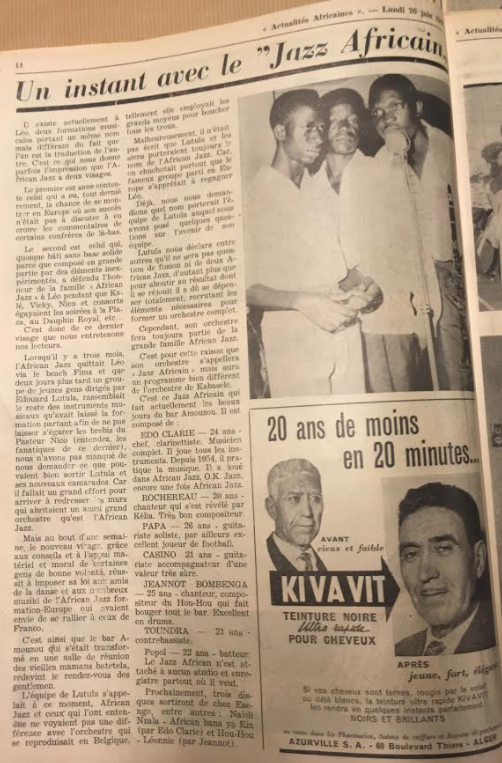 14
« Actualités Africaines ». — Lundi 20 juin
« Actualités
Un instant avec le "Jazz Africain
Il existe actuellement à
Léo, deux formations musi-
cales portant un même nom
mais différant du fait que
l'un est la traduction de l'au-
tre. C'est ce qui nous donne
parfois l'impression que l'A-
frican Jazz a deux visages.
Le premier est sans conte-
ste celui qui a eu, tout derniè
rement, la chance de se mon-
trer en Europe où son succès
n'était pas à discuter à en
croire les commentaires de
certains confrères de là-bas.
Le second est celui qui,
quoique bâti sans base solide
parce que composé en grande
partie par des éléments inex-
périmentés, a défendu l'hon-
neur de la famille « African
Jazz » à Léo pendant que Ka-
lé, Vicky, Nico et consorts
égayaient les soirées à la Pla-
za, au Dauphin Royal, etc...
C'est donc de ce dernier
visage que nous entretenons
nos lecteurs.
Lorsqu'il y a trois mois,
l'African Jazz quittait Léo
via le beach Fima et que
deux jours plus tard un grou-
pe de jeunes gens dirigés par
Edouard Lutula, rassemblait
le reste des instruments mu-
sicaux qu'avait laissé la for-
mation partant afin de ne pas
laisser s'égarer les brebis du
Pasteur Nico (entendez, les
fanatiques de ce dernier),
nous n'avons pas manqué de
nous demander ce que pou-
vaient bien sortir Lutula et
ses nouveaux camarades. Car
il fallait un grand effort pour
arriver à redresser murs
qui abritaient un aussi grand
orchestre qu'est l'African
Jazz.
Mais au bout d'une semai-
ne, le nouveau visage, grâce
aux conseils et à l'appui ma-
tériel et moral de certaines
gens de bonne volonté, réus-
sit à imposer sa loi aux amis
de la danse et aux nombreux
musiki de l'African Jazz for-
mation-Europe qui avaient
envie de se rallier à ceux de
Franco.
C'est ainsi que le bar A-
mouzou qui s'était transfor-
mé en une salle de réunion
des vieilles mamans batetela,
redevint le rendez-vous des
gentlemen.
L'équipe de Lutula s'appe-
lait à ce moment, African
Jazz et ceux qui l'ont enten-
due ne voyaient pas une dif-
férence avec l'orchestre qui
se reproduisait en Belgique,
tellement elle employait les
grands moyens pour boucher
tous les trous.
Malheureusement, il n'était
pas écrit que Lutula et les
siens porteraient toujours le
nom de l'African Jazz. Car,
on chuchotait partout que le
fameux groupe parti en Eu-
rope s'apprêtait à regagner
Léo.
Déjà, nous nous deman-
dions quel nom porterait l'é-
quipe de Lutula auquel nous
avons posé quelques ques-
tions sur l'avenir de son
équipe.
Lutula nous déclara entre
autres qu'il ne sera pas ques-
tion de fusion ni de deux A-
frican Jazz, d'autant plus que
pour aboutir au résultat dont
il se réjouit il a dû se dépen-
ser totalement, recrutant les
éléments nécessaires pour
former un orchestre complet.
Cependant, son orchestre
fera toujours partie de la
grande famille African Jazz.
C'est pour cette raison que
son orchestre s'appellera
« Jazz Africain » mais aura
un programme bien différent
de l'orchestre de Kabasele.
C'est ce Jazz Africain qui
fait actuellement les beaux
jours du bar Amouzou. Il est
composé de :
EDO CLARIE — 24 ans -
chef, clarinettiste. Musicien
complet. Il joue tous les ins-
truments. Depuis 1954, il pra-
tique la musique. Il a joué
dans African Jazz, O.K. Jazz,
encore une fois African Jazz.
ROCHEREAU — 20 ans -
chanteur qui s'est révélé par
Kélia. Très bon compositeur.
PAPA — 26 ans - guita-
riste soliste, par ailleurs ex-
cellent joueur de football.
CASINO 21 ans - guita-
riste accompagnateur d'une
valeur très sûre.
JEANNOT BOMBENGA
— 25 ans - chanteur, composi-
teur du Hou-Hou qui fait
bouger tout le bar. Excellent
en drums.
TOUNDRA — 21 ans -
contrebassiste.
Popol — 22 ans - batteur.
Le Jazz Africain n'est at-
taché à aucun studio et enre-
gistre partout où il veut.
Prochainement, trois dis-
ques sortiront de chez Esen-
go, entre autres : Naloli
Nzala - African bana ya Kin
(par Edo Clarie) et Hou-Hou
- Léonnie (par Jeannot)
20 ans de moins
en 20 minutes...
AVANT
vieux et faible
KIVAVIT
TEINTURE NOIRE
Ultra rapide
POUR CHEVEUX
APRÈS
jeune, fort, élég
Si vos cheveux sont ternes, rougis par le soleil
ou déjà blancs, la teinture ultra rapide KIVAVIT
les rendra en quelques instants parfaitement
NOIRS ET BRILLANTS
en vente dans les Pharmacies, Salons de coiffure et
AZURVILLE S.A. - 69 Boulevard Thiers - ALGER